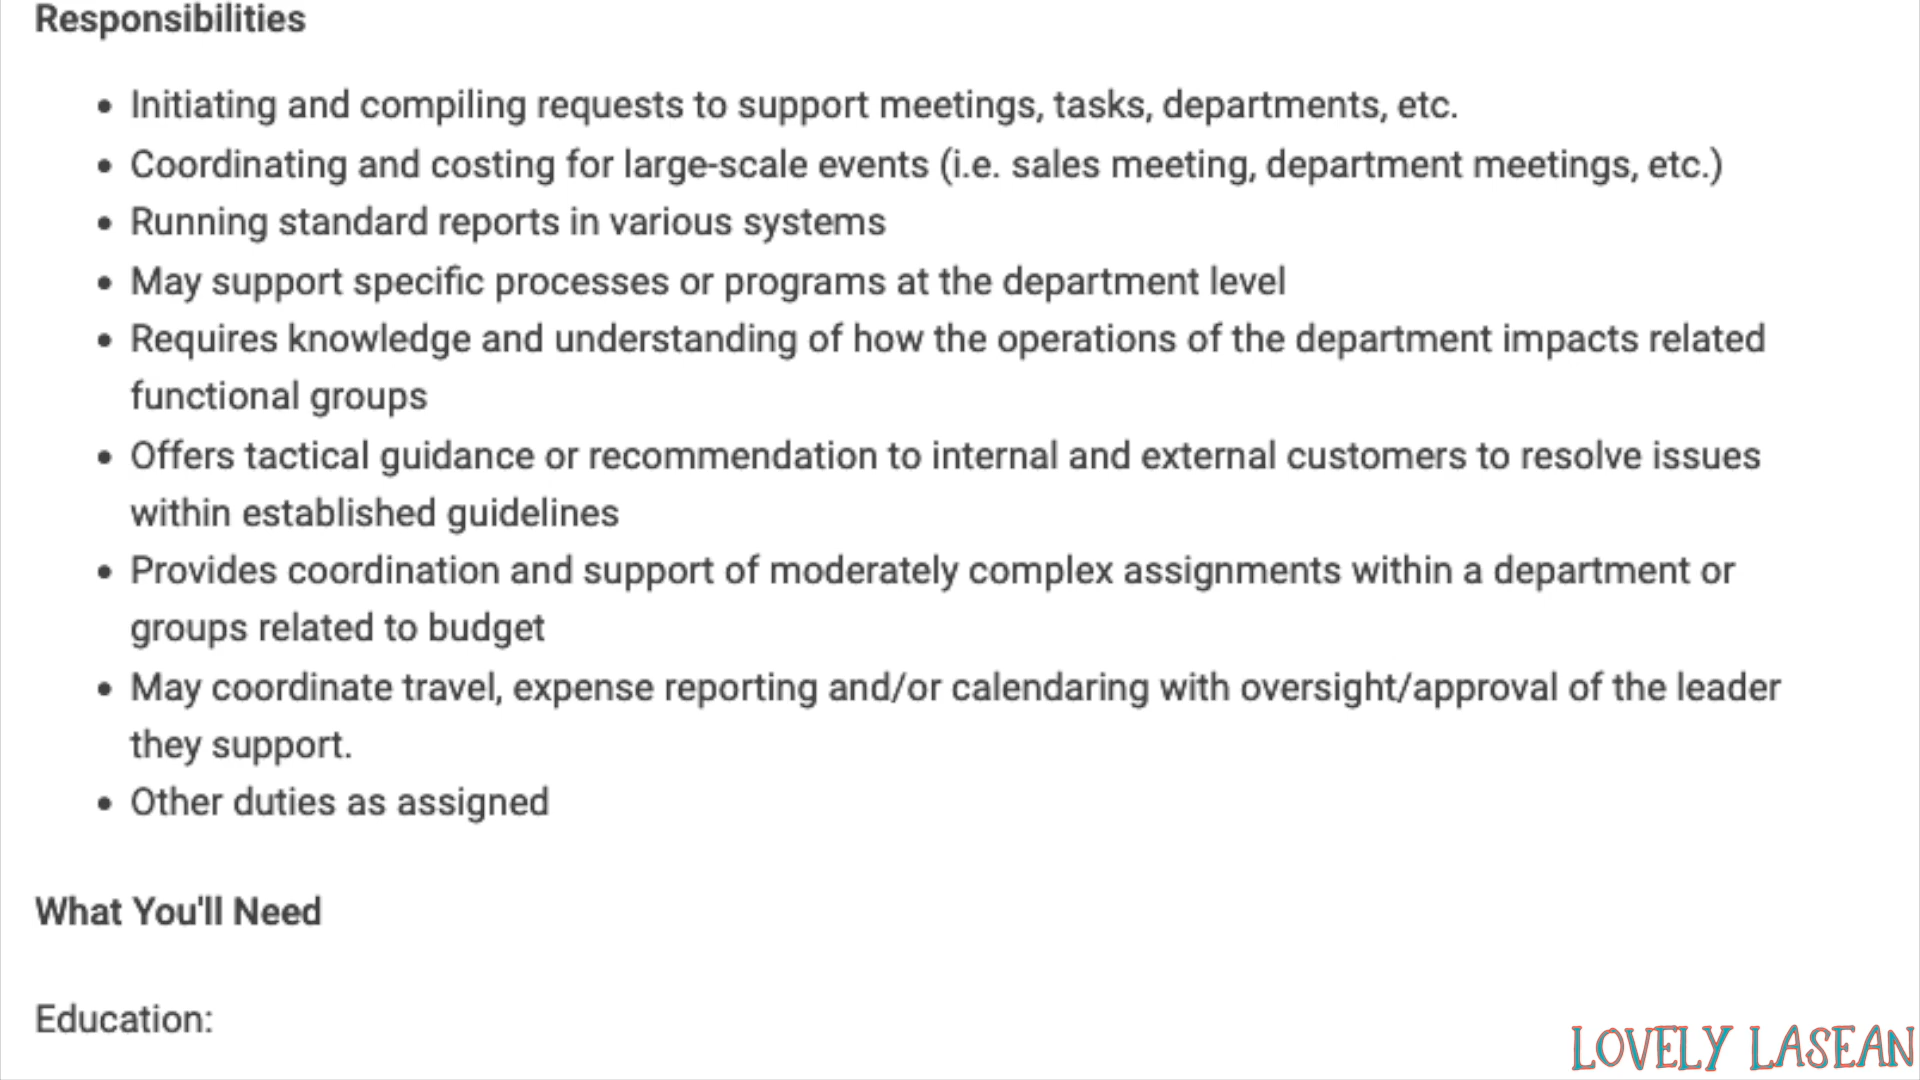 Responsibilities
• Initiating and compiling requests to support meetings, tasks, departments, etc.
• Coordinating and costing for large-scale events (i.e. sales meeting, department meetings, etc.)
• Running standard reports in various systems
• May support specific processes or programs at the department level
• Requires knowledge and understanding of how the operations of the department impacts related
functional groups
• Offers tactical guidance or recommendation to internal and external customers to resolve issues
within established guidelines
• Provides coordination and support of moderately complex assignments within a department or
groups related to budget
• May coordinate travel, expense reporting and/or calendaring with oversight/approval of the leader
they support.
• Other duties as assigned
What You'll Need
Education:
LOVELY LASEAN